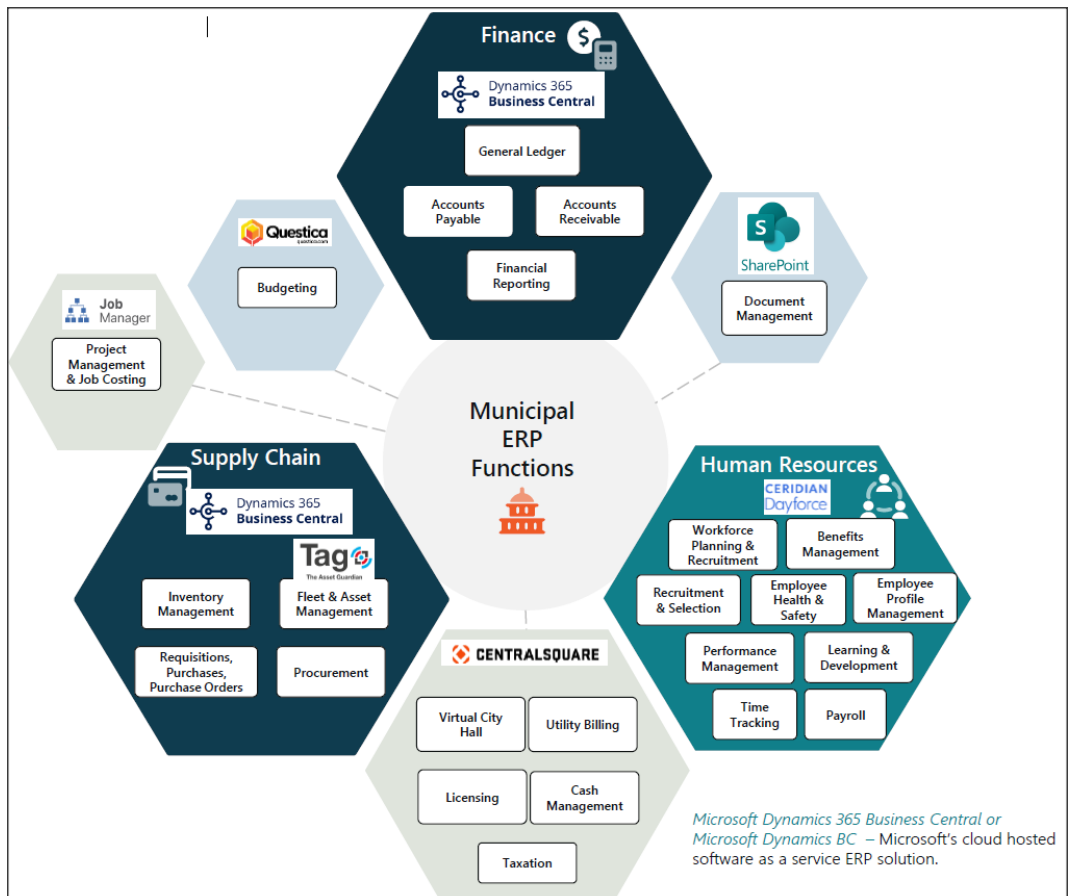 Finance
$
Dynamics 365
Business Central
General Ledger
Accounts
Payable
Accounts
Receivable
Financial
Reporting
Questica
questica.com
Budgeting
S
SharePoint
Document
Management
Job
Manager
Project
Management
& Job Costing
Municipal
ERP
Functions
Supply Chain
Dynamics 365
Business Central
Tag
The Asset Guardian
Inventory
Management
Fleet & Asset
Management
Requisitions,
Purchases,
Purchase Orders
Procurement
Human Resources
CERIDIAN
Dayforce
Workforce
Planning &
Recruitment
Benefits
Management
Recruitment
& Selection
Employee
Health &
Safety
Employee
Profile
Management
Performance
Management
Learning &
Development
Time
Tracking
Payroll
CENTRALSQUARE
Virtual City
Hall
Utility Billing
Licensing
Cash
Management
Taxation
Microsoft Dynamics 365 Business Central or
Microsoft Dynamics BC – Microsoft's cloud hosted
software as a service ERP solution.